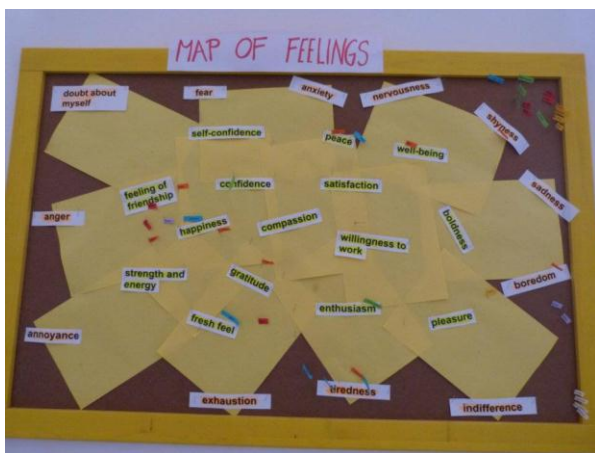 MAP OF FEELINGS
doubt about
myself
fear
anxiety
nervousness
shyness
self-confidence
peace
well-being
sadness
feeling of
friendship
confidence
satisfaction
anger
happiness
compassion
boldness
willingness to
work
strength and
energy
gratitude
boredom
annoyance
fresh feel
enthusiasm
pleasure
exhaustion
tiredness
indifference